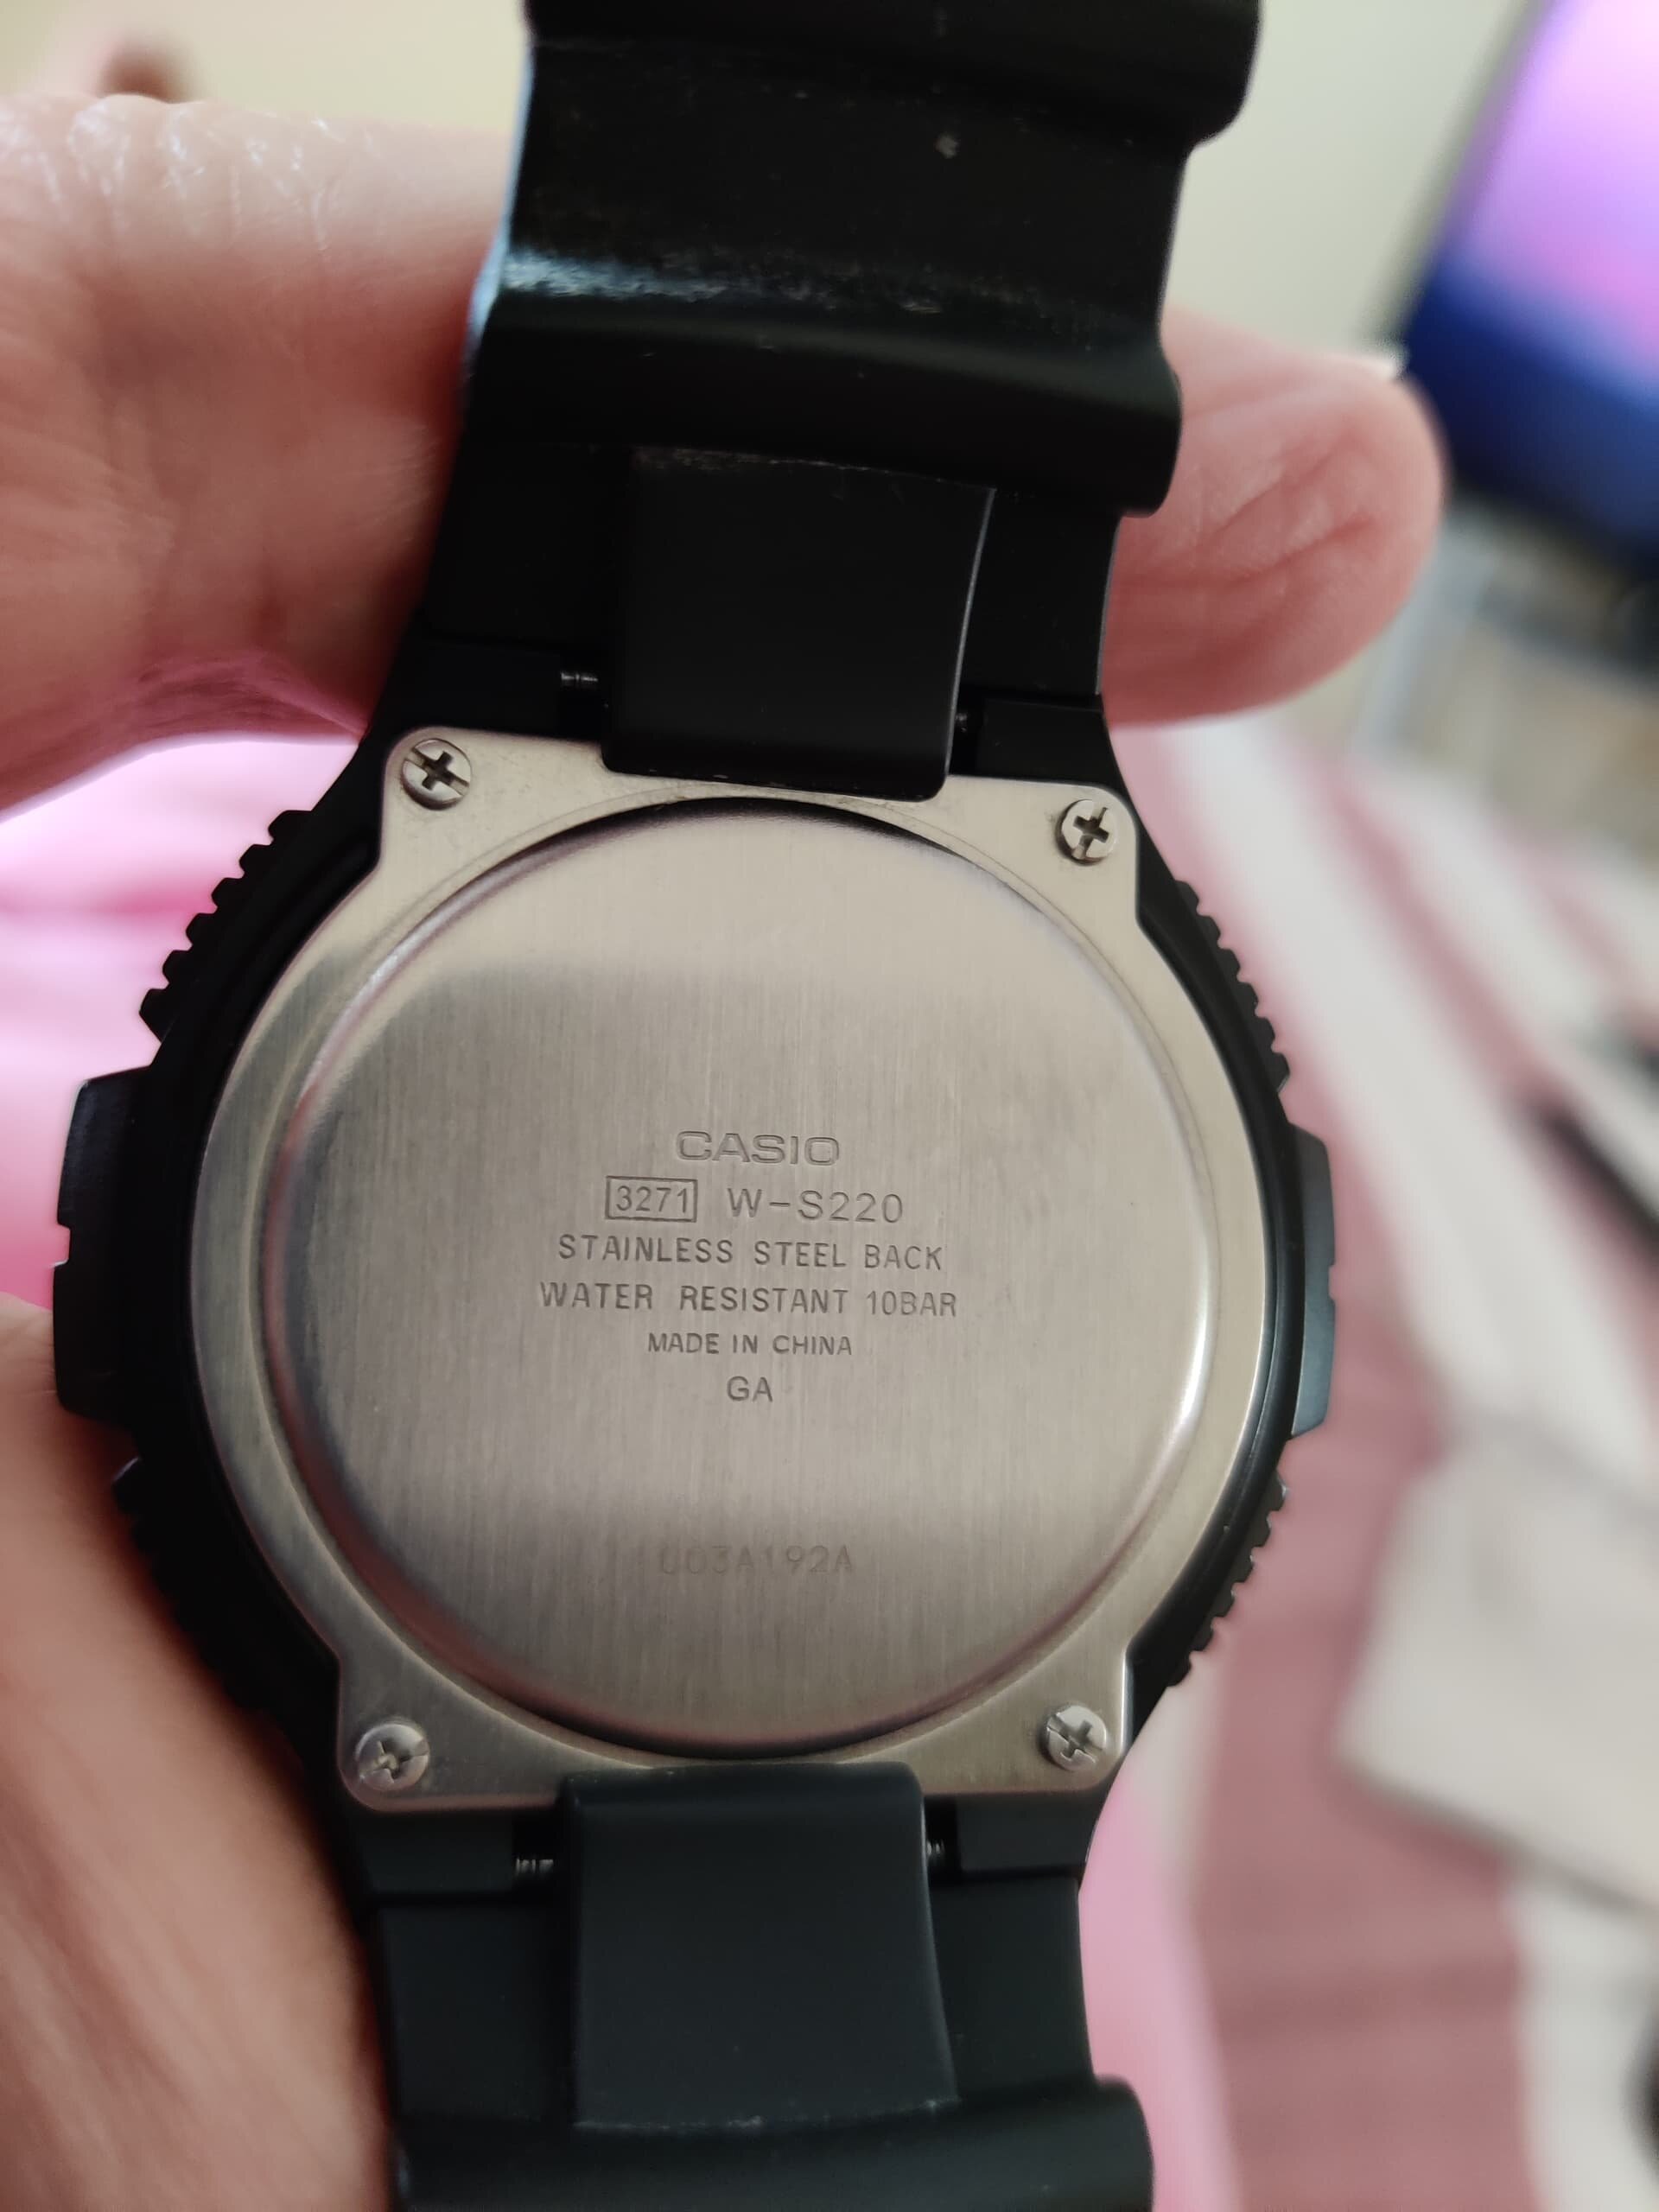 CASIO
3271 W-S220
STAINLESS STEEL BACK
WATER RESISTANT 10BAR
MADE IN CHINA
GA
003A192A